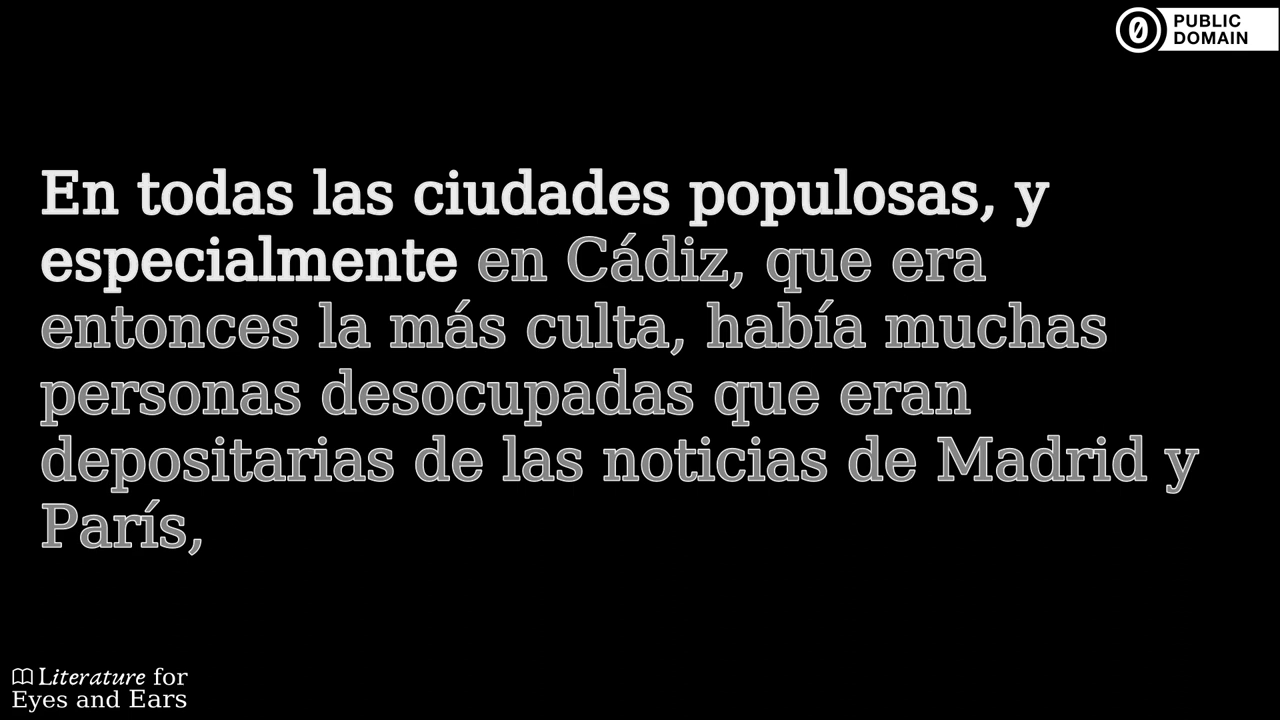 PUBLIC
DOMAIN
En todas las ciudades populosas, y
especialmente en Cádiz, que era
entonces la más culta, había muchas
personas desocupadas que eran
depositarias de las noticias de Madrid y
París,
Literature for
Eyes and Ears